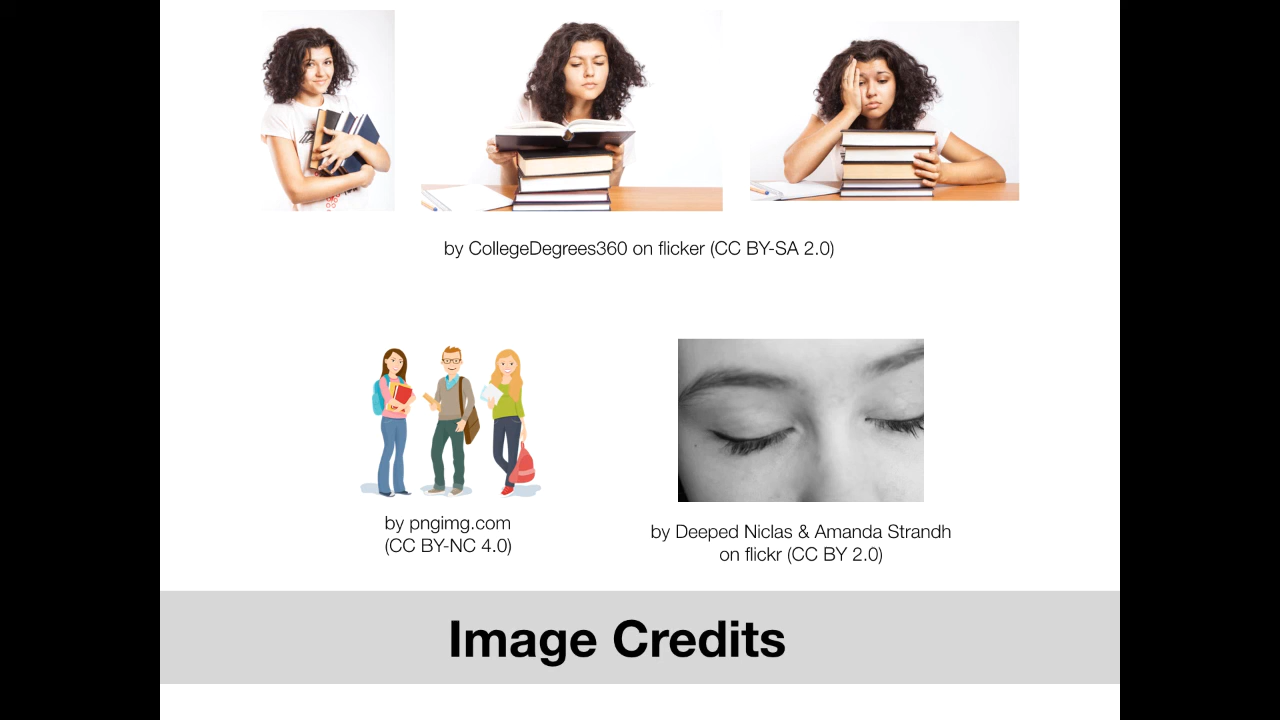 by CollegeDegrees360 on flicker (CC BY-SA 2.0)
by pngimg.com
(CC BY-NC 4.0)
by Deeped Niclas & Amanda Strandh
on flickr (CC BY 2.0)
Image Credits